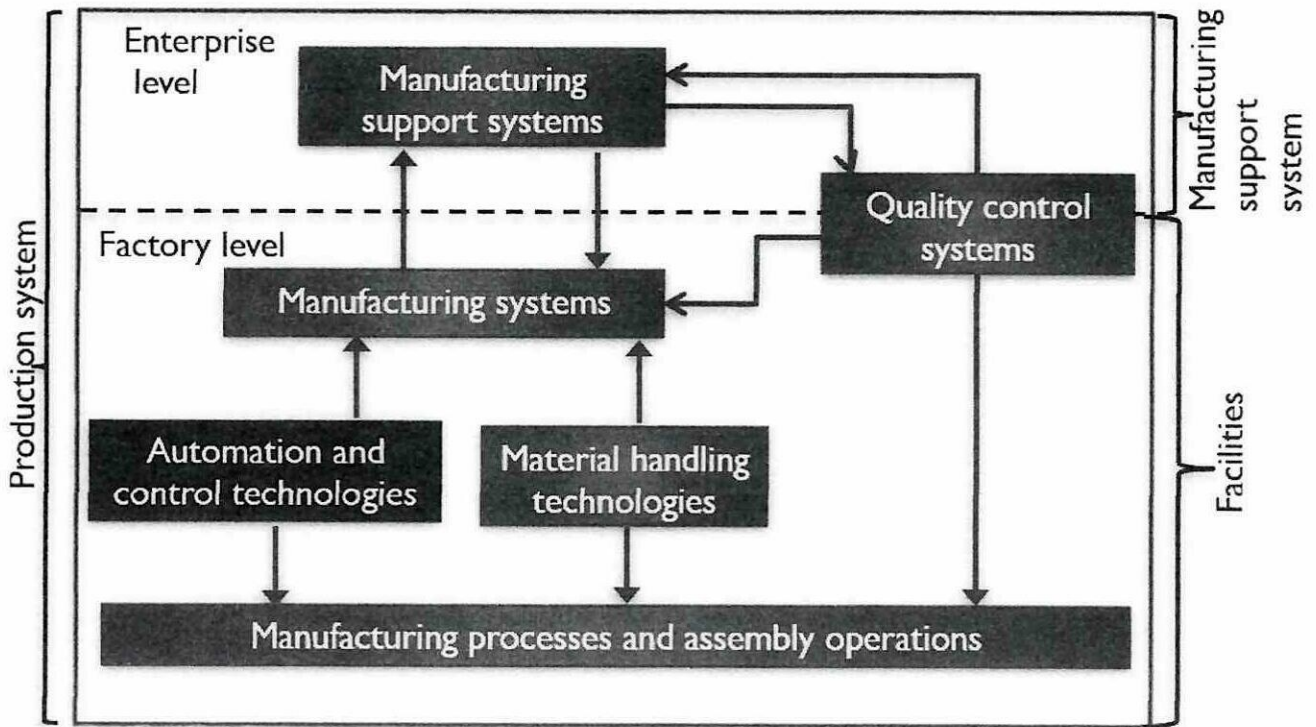 Enterprise
level
Manufacturing
support systems
Quality control
systems
Factory level
Manufacturing systems
Automation and
control technologies
Material handling
technologies
Manufacturing processes and assembly operations
Production system
Manufacturing
support
system
Facilities